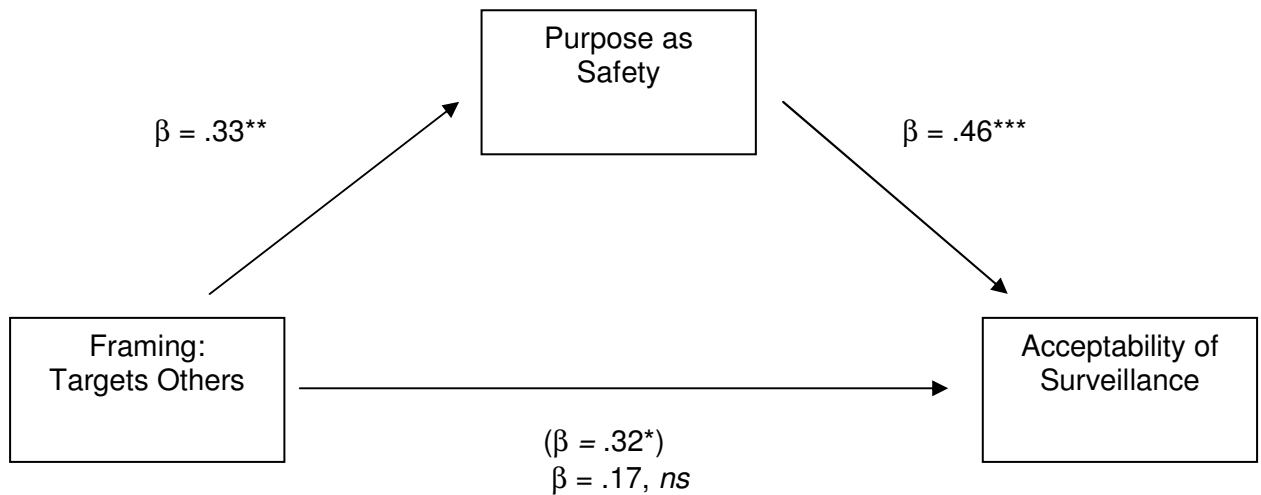 Purpose as
Safety
β = .33**
β = .46***
Framing:
Targets Others
Acceptability of
Surveillance
(β = .32*)
β = .17, ns